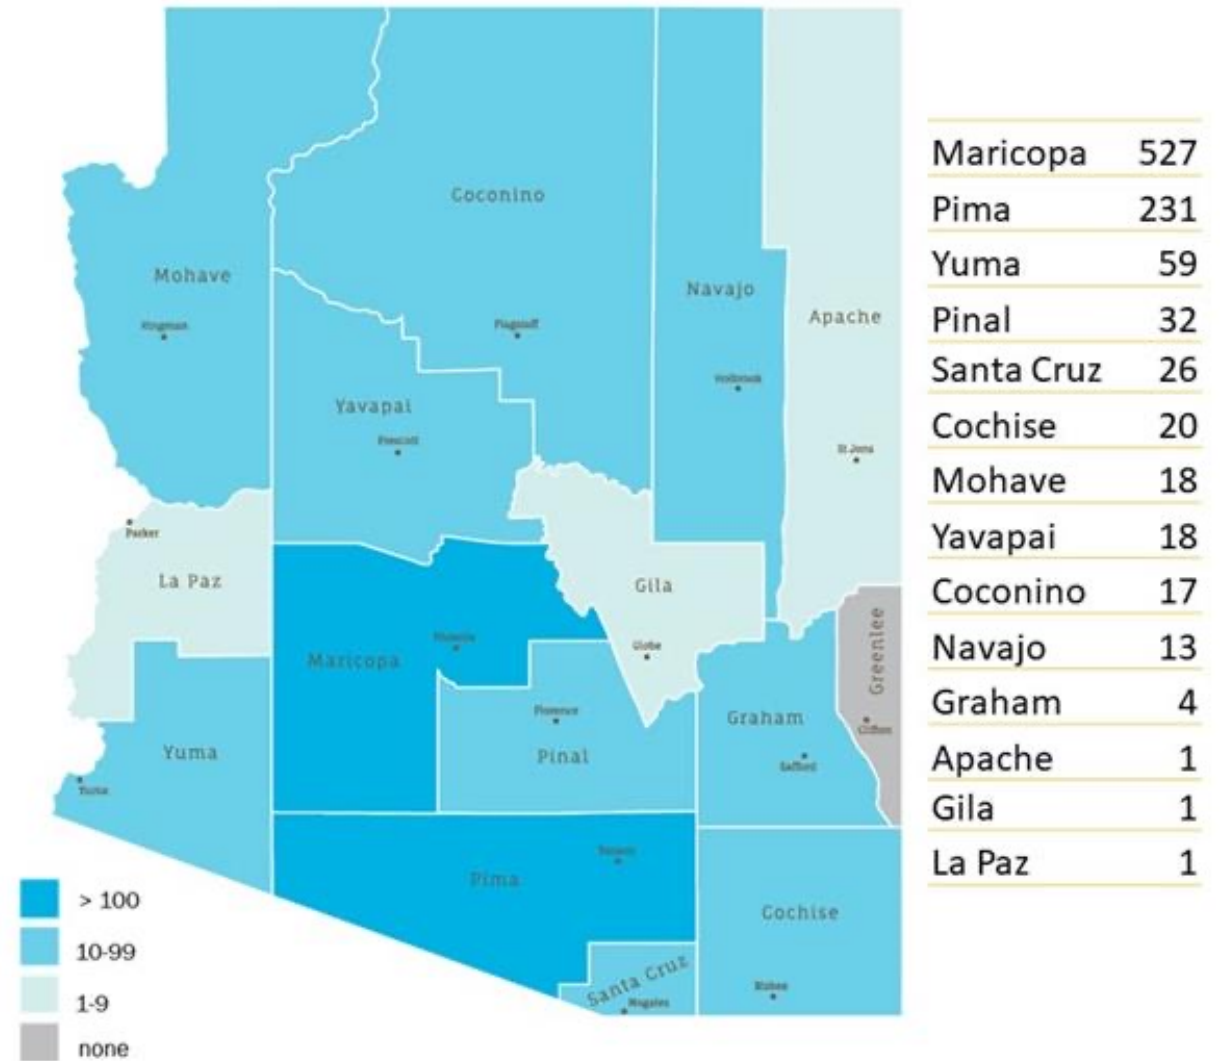 Coconino
Mohave
Navajo
Apache
Kingman
Flagstaff
Holbrook
Yavapai
Prescott
St Jons
Parker
La Paz
Gila
Greenlee
Phoenix
Globe
Maricopa
Florence
Graham
Clifton
Yuma
Pinal
Safford
Yuma
Tucson
Pima
Cochise
Santa Cruz
Bisbee
Nogales
> 100
10-99
1-9
none
Maricopa 527
Pima 231
Yuma 59
Pinal 32
Santa Cruz 26
Cochise 20
Mohave 18
Yavapai 18
Coconino 17
Navajo 13
Graham 4
Apache 1
Gila 1
La Paz 1